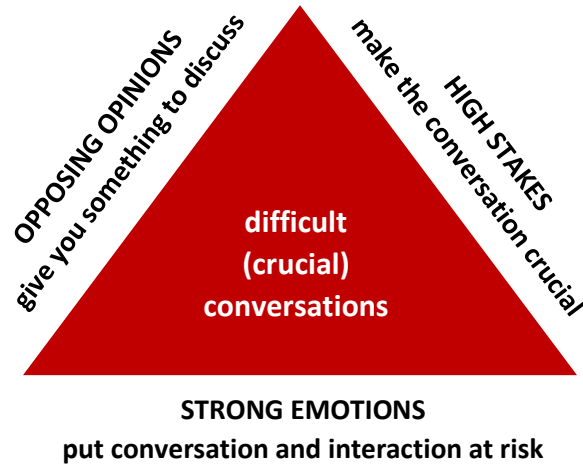 OPPOSING OPINIONS
give you something to discuss
HIGH STAKES
make the conversation crucial
difficult
(crucial)
conversations
STRONG EMOTIONS
put conversation and interaction at risk